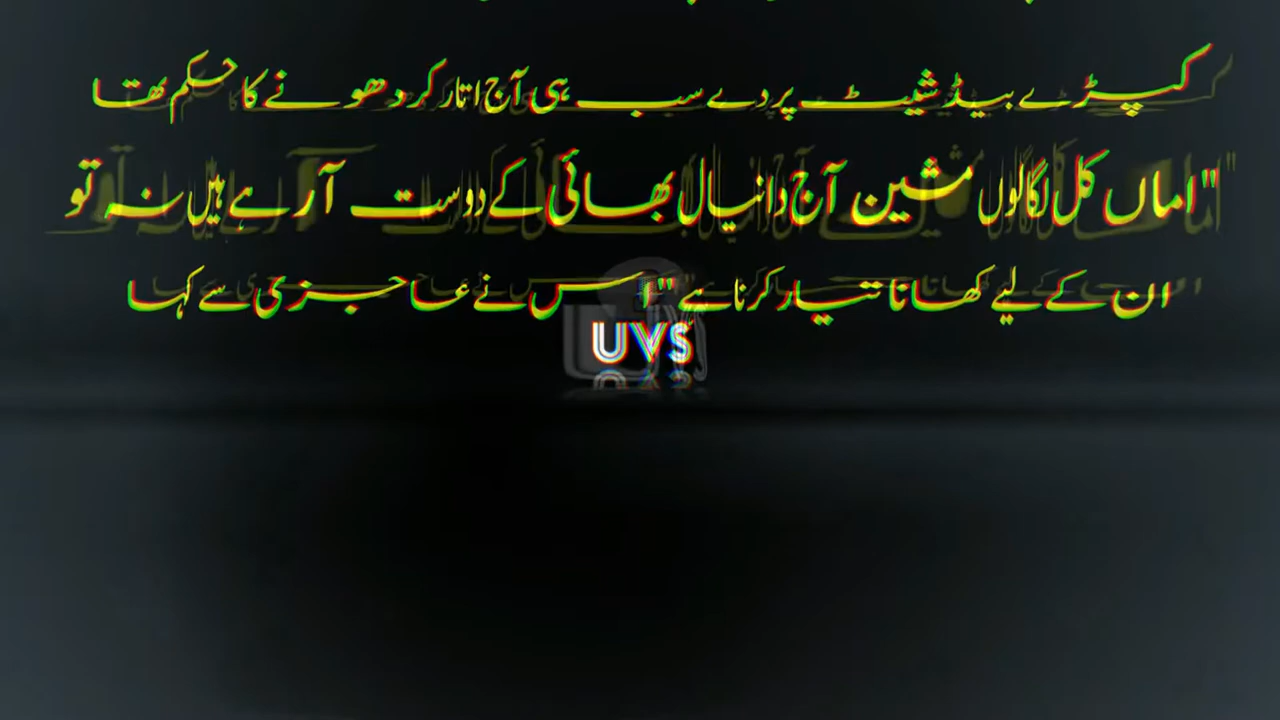 کپڑے بیڈ شیٹ پردے سب ہی آج اتار کر دھونے کا حکم تھا
"اماں کل لگالوں مشین آج دانیال بھائی کے دوست آرہے ہیں نہ تو
ان کے لیے کھانا تیار کرنا ہے" اس نے عاجزی سے کہا
UVS